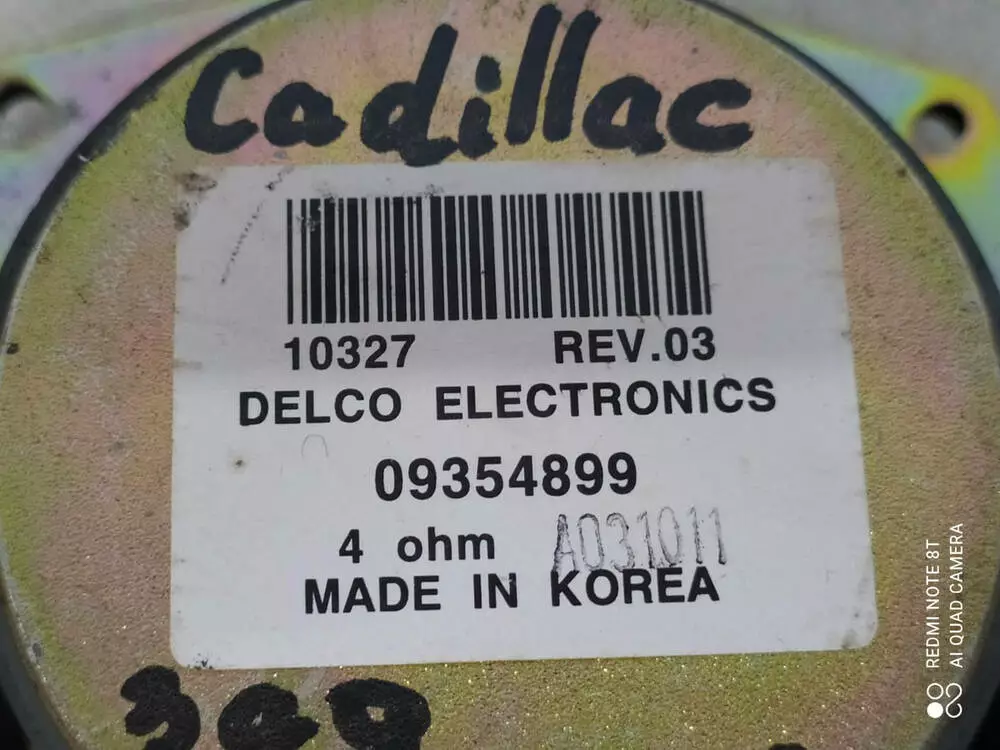 Cadillac
10327 REV.03
DELCO ELECTRONICS
09354899
4 ohm A031011
MADE IN KOREA
REDMI NOTE 8T
AI QUAD CAMERA